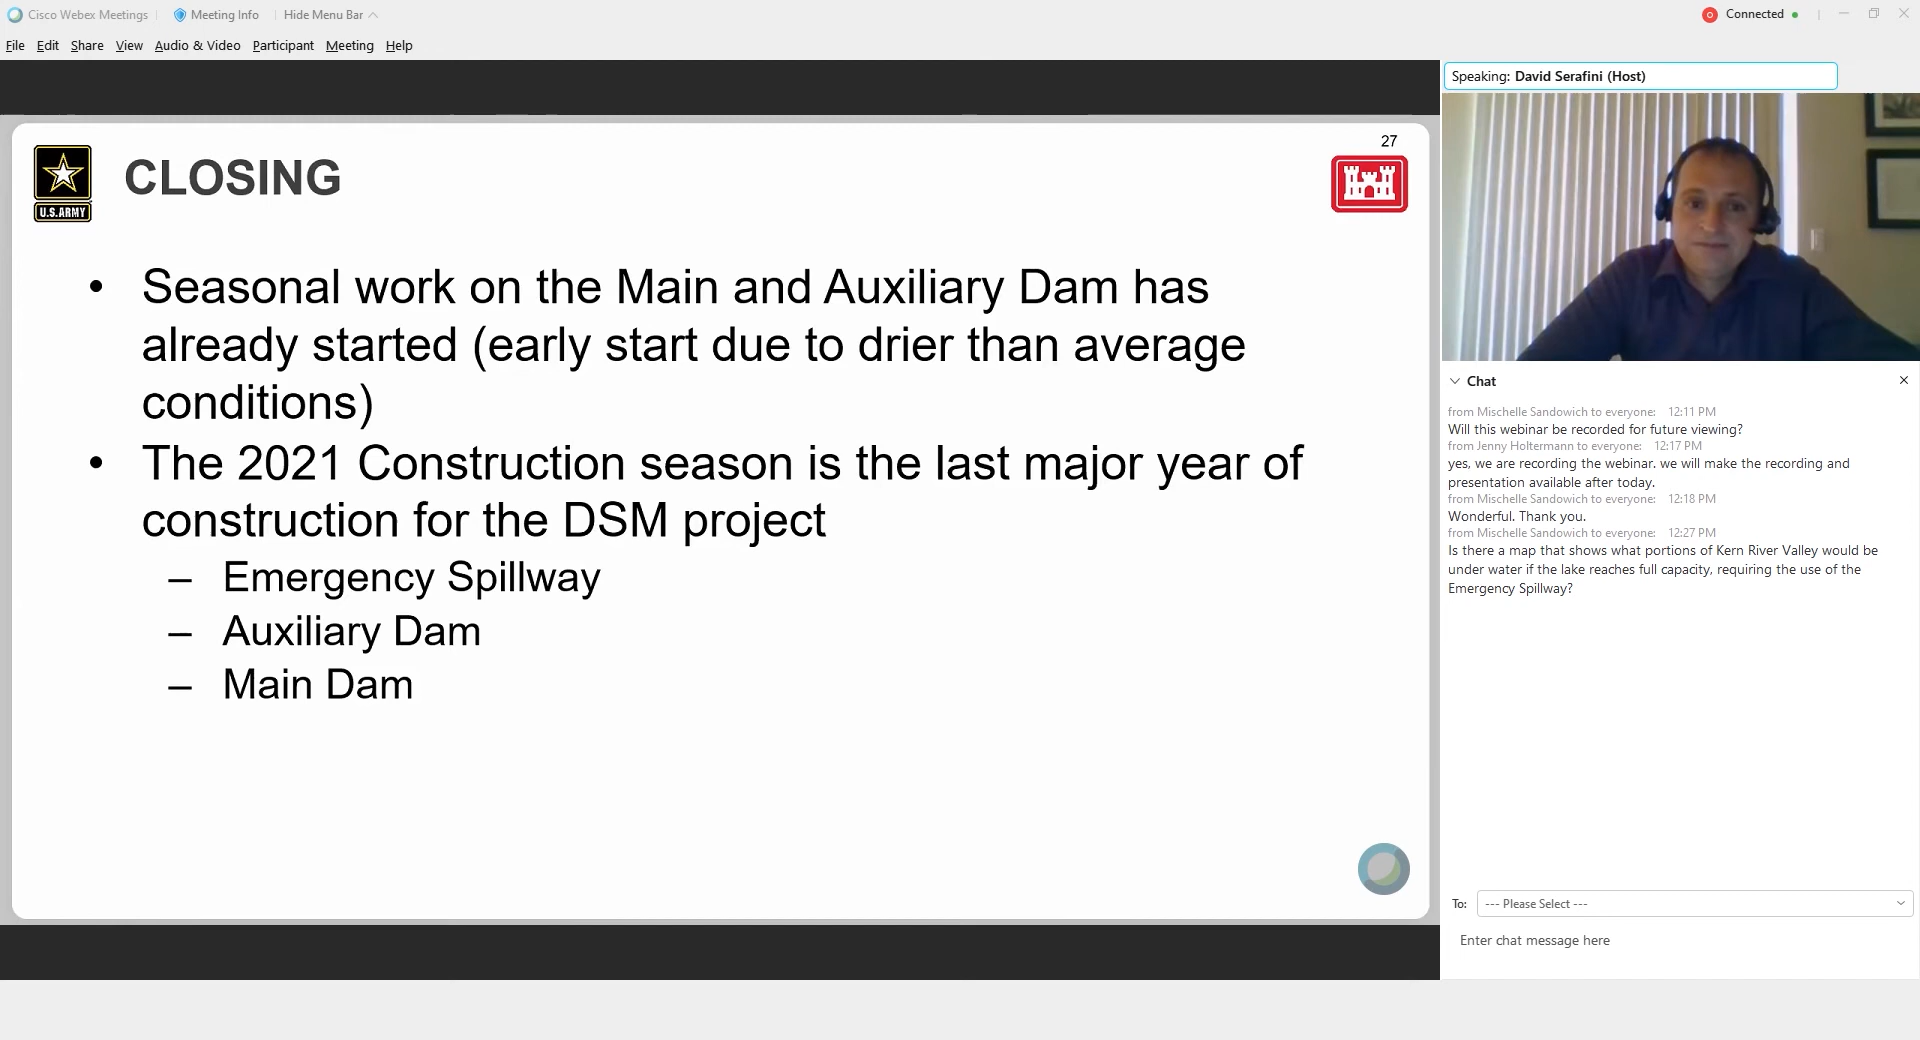 Cisco Webex Meetings
Meeting Info
Hide Menu Bar
Connected
File Edit Share View Audio & Video Participant Meeting Help
Speaking: David Serafini (Host)
27
U.S.ARMY
CLOSING
• Seasonal work on the Main and Auxiliary Dam has
already started (early start due to drier than average
conditions)
• The 2021 Construction season is the last major year of
construction for the DSM project
– Emergency Spillway
– Auxiliary Dam
– Main Dam
Chat
from Mischelle Sandowich to everyone: 12:11 PM
Will this webinar be recorded for future viewing?
from Jenny Holtermann to everyone: 12:17 PM
yes, we are recording the webinar. we will make the recording and
presentation available after today.
from Mischelle Sandowich to everyone: 12:18 PM
Wonderful. Thank you.
from Mischelle Sandowich to everyone: 12:27 PM
Is there a map that shows what portions of Kern River Valley would be
under water if the lake reaches full capacity, requiring the use of the
Emergency Spillway?
To: --- Please Select ---
Enter chat message here